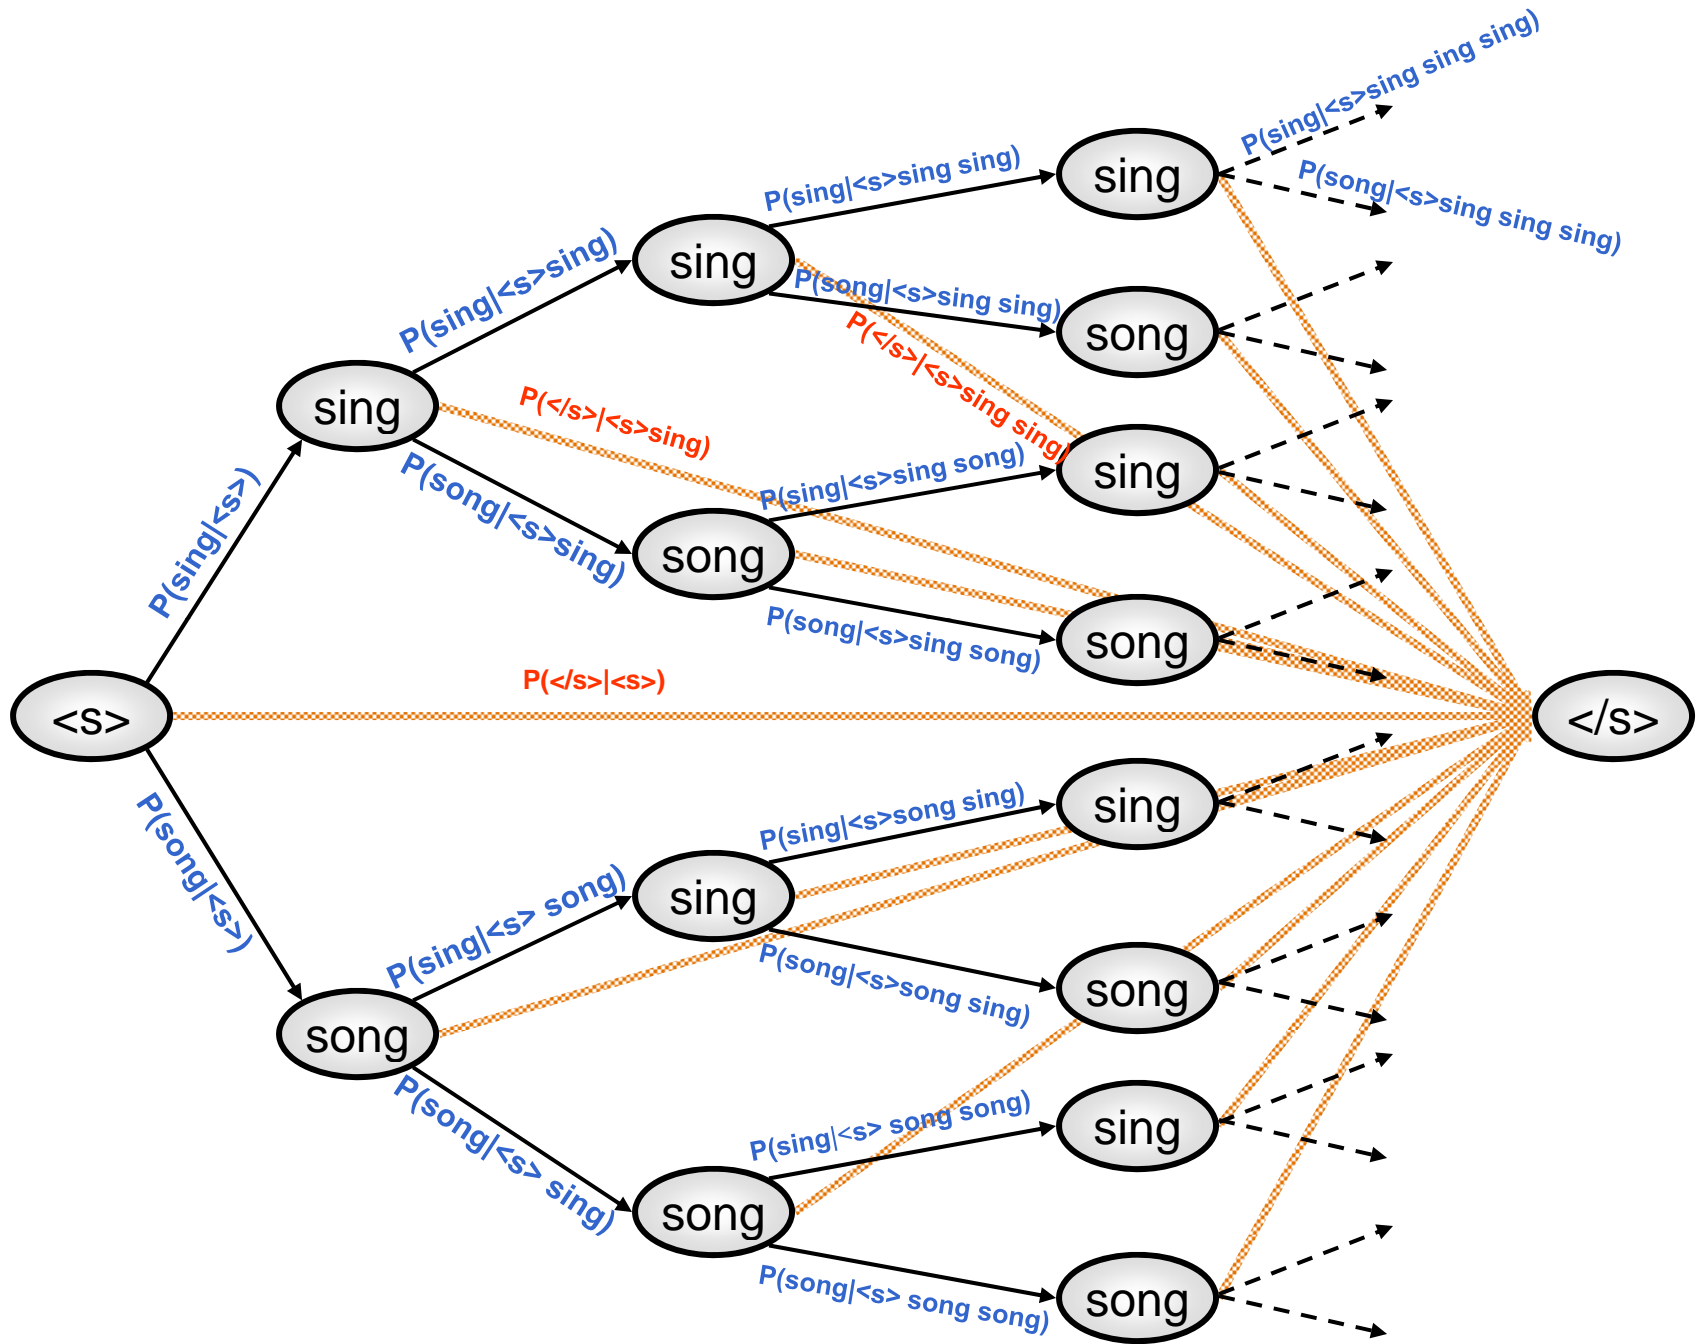 <s>
P(sing|<s>)
P(song|<s>)
sing
song
P(sing|<s>sing)
P(song|<s>sing)
P(</s>|<s>sing)
P(</s>|<s>)
P(sing|<s> song)
P(song|<s> sing)
sing
song
sing
song
P(sing|<s>sing sing)
P(song|<s>sing sing)
P(</s>|<s>sing sing)
P(sing|<s>sing song)
P(song|<s>sing song)
P(sing|<s>song sing)
P(song|<s>song sing)
P(sing|<s> song song)
P(song|<s> song song)
sing
song
sing
song
sing
song
sing
song
P(sing|<s>sing sing sing)
P(song|<s>sing sing sing)
</s>